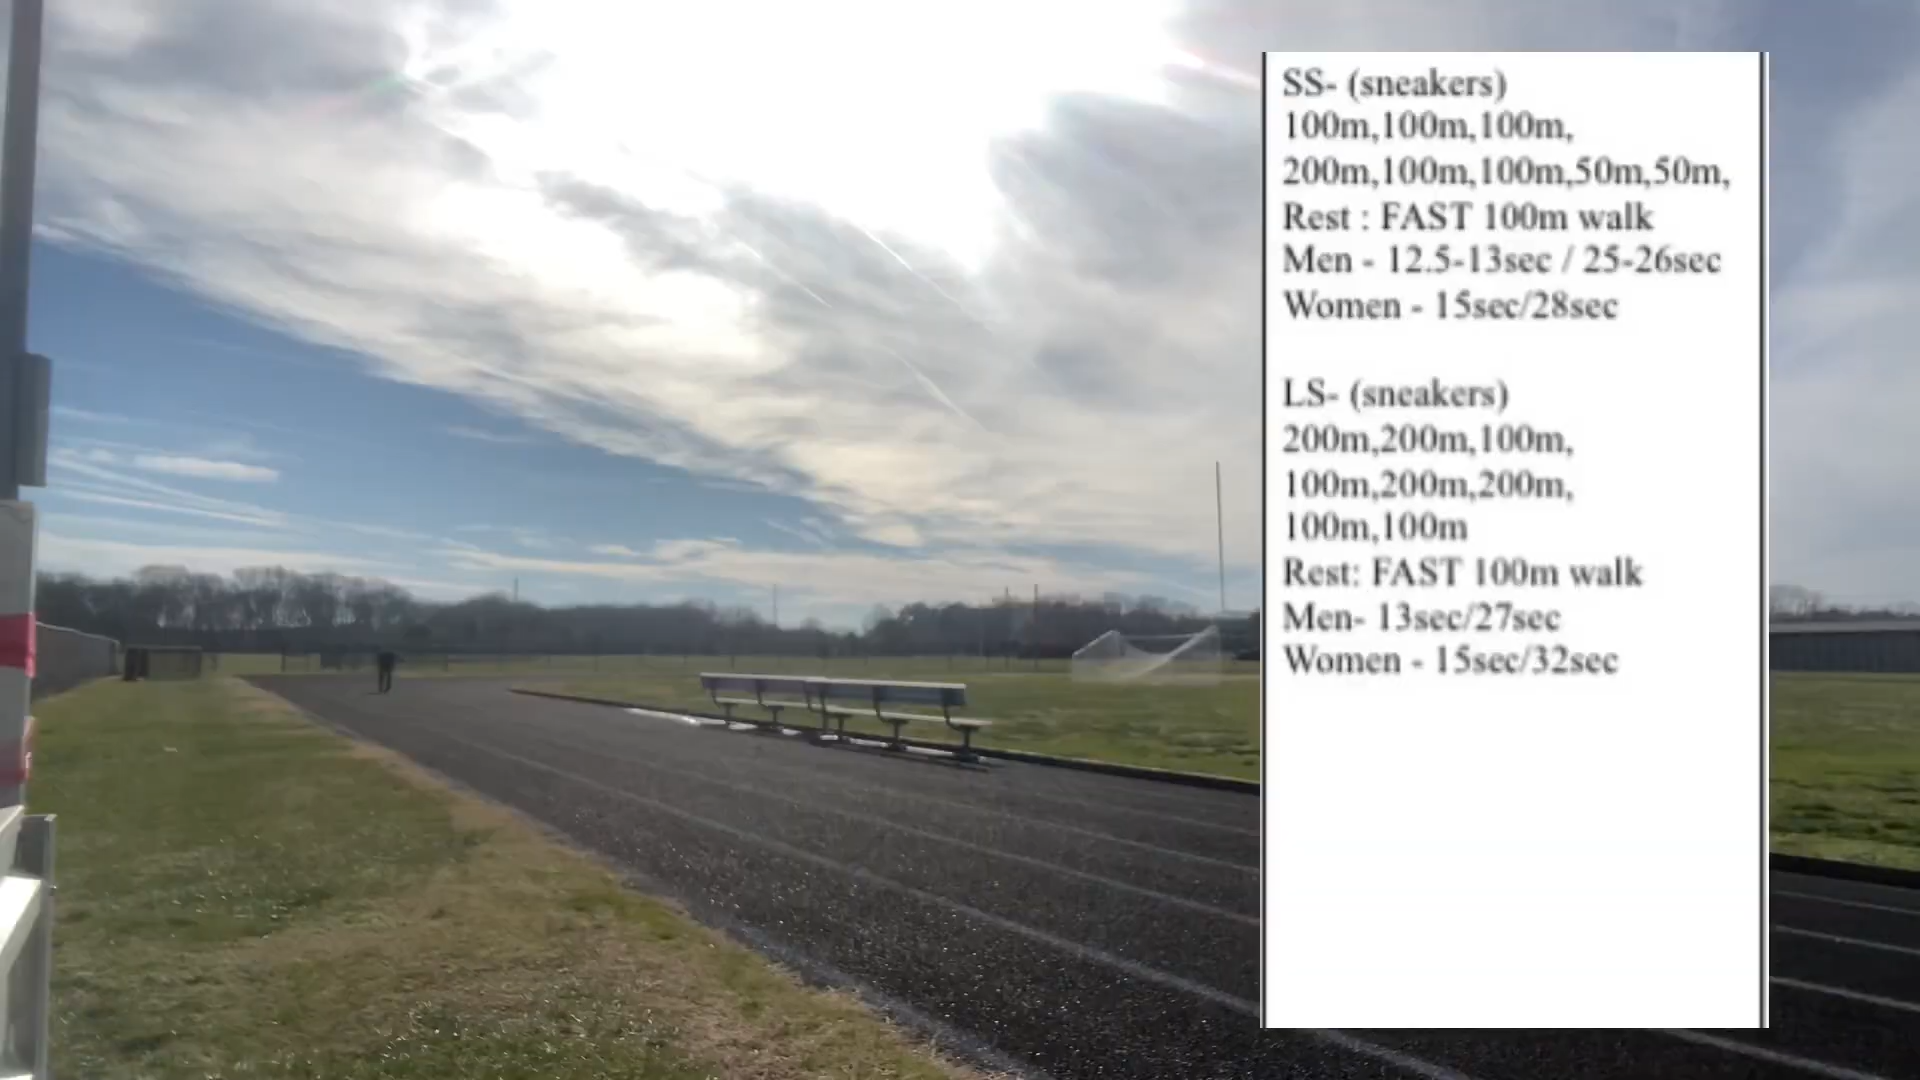 SS- (sneakers)
100m,100m,100m,
200m,100m,100m,50m,50m,
Rest : FAST 100m walk
Men - 12.5-13sec / 25-26sec
Women - 15sec/28sec
LS- (sneakers)
200m,200m,100m,
100m,200m,200m,
100m,100m
Rest: FAST 100m walk
Men- 13sec/27sec
Women - 15sec/32sec